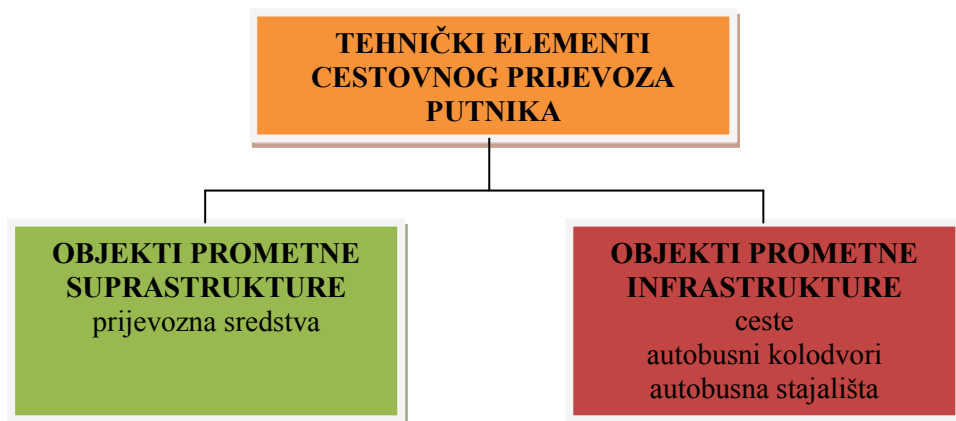 TEHNIČKI ELEMENTI
CESTOVNOG PRIJEVOZA
PUTNIKA
OBJEKTI PROMETNE
SUPRASTRUKTURE
prijevozna sredstva
OBJEKTI PROMETNE
INFRASTRUKTURE
ceste
autobusni kolodvori
autobusna stajališta